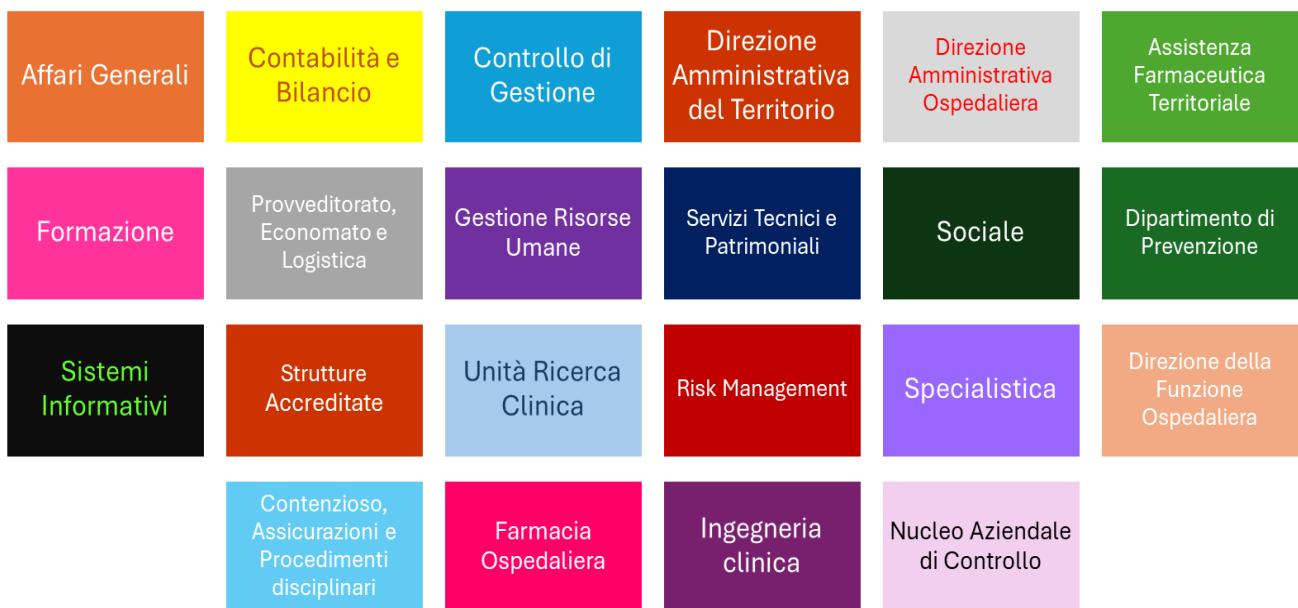 Affari Generali
Contabilità e
Bilancio
Controllo di
Gestione
Direzione
Amministrativa
del Territorio
Direzione
Amministrativa
Ospedaliera
Assistenza
Farmaceutica
Territoriale
Formazione
Provveditorato,
Economato e
Logistica
Gestione Risorse
Umane
Servizi Tecnici e
Patrimoniali
Sociale
Dipartimento di
Prevenzione
Sistemi
Informativi
Strutture
Accreditate
Unità Ricerca
Clinica
Risk Management
Specialistica
Direzione della
Funzione
Ospedaliera
Contenzioso,
Assicurazioni e
Procedimenti
disciplinari
Farmacia
Ospedaliera
Ingegneria
clinica
Nucleo Aziendale
di Controllo